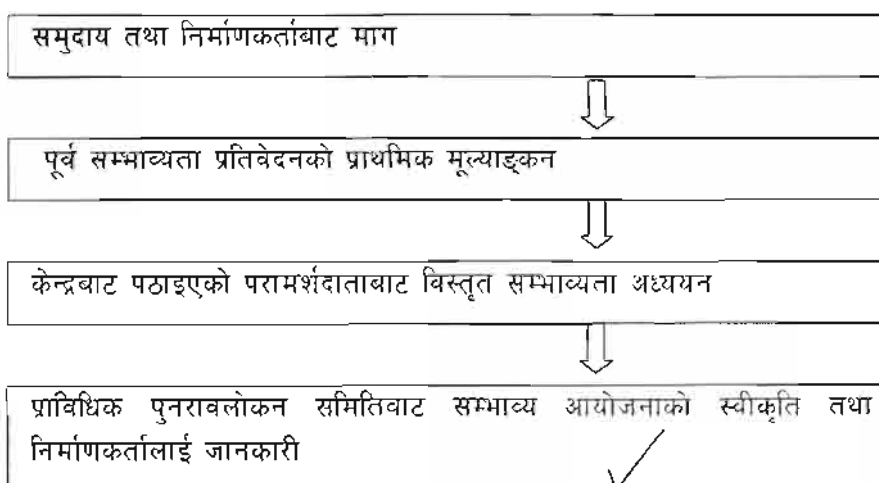 समुदाय तथा निर्माणकर्ताबाट माग
पूर्व सम्भाव्यता प्रतिवेदनको प्राथमिक मूल्याङ्कन
केन्द्रबाट पठाइएको परामर्शदाताबाट विस्तृत सम्भाव्यता अध्ययन
प्राविधिक पुनरावलोकन समितिवाट सम्भाव्य आयोजनाको स्वीकृति तथा
निर्माणकर्तालाई जानकारी